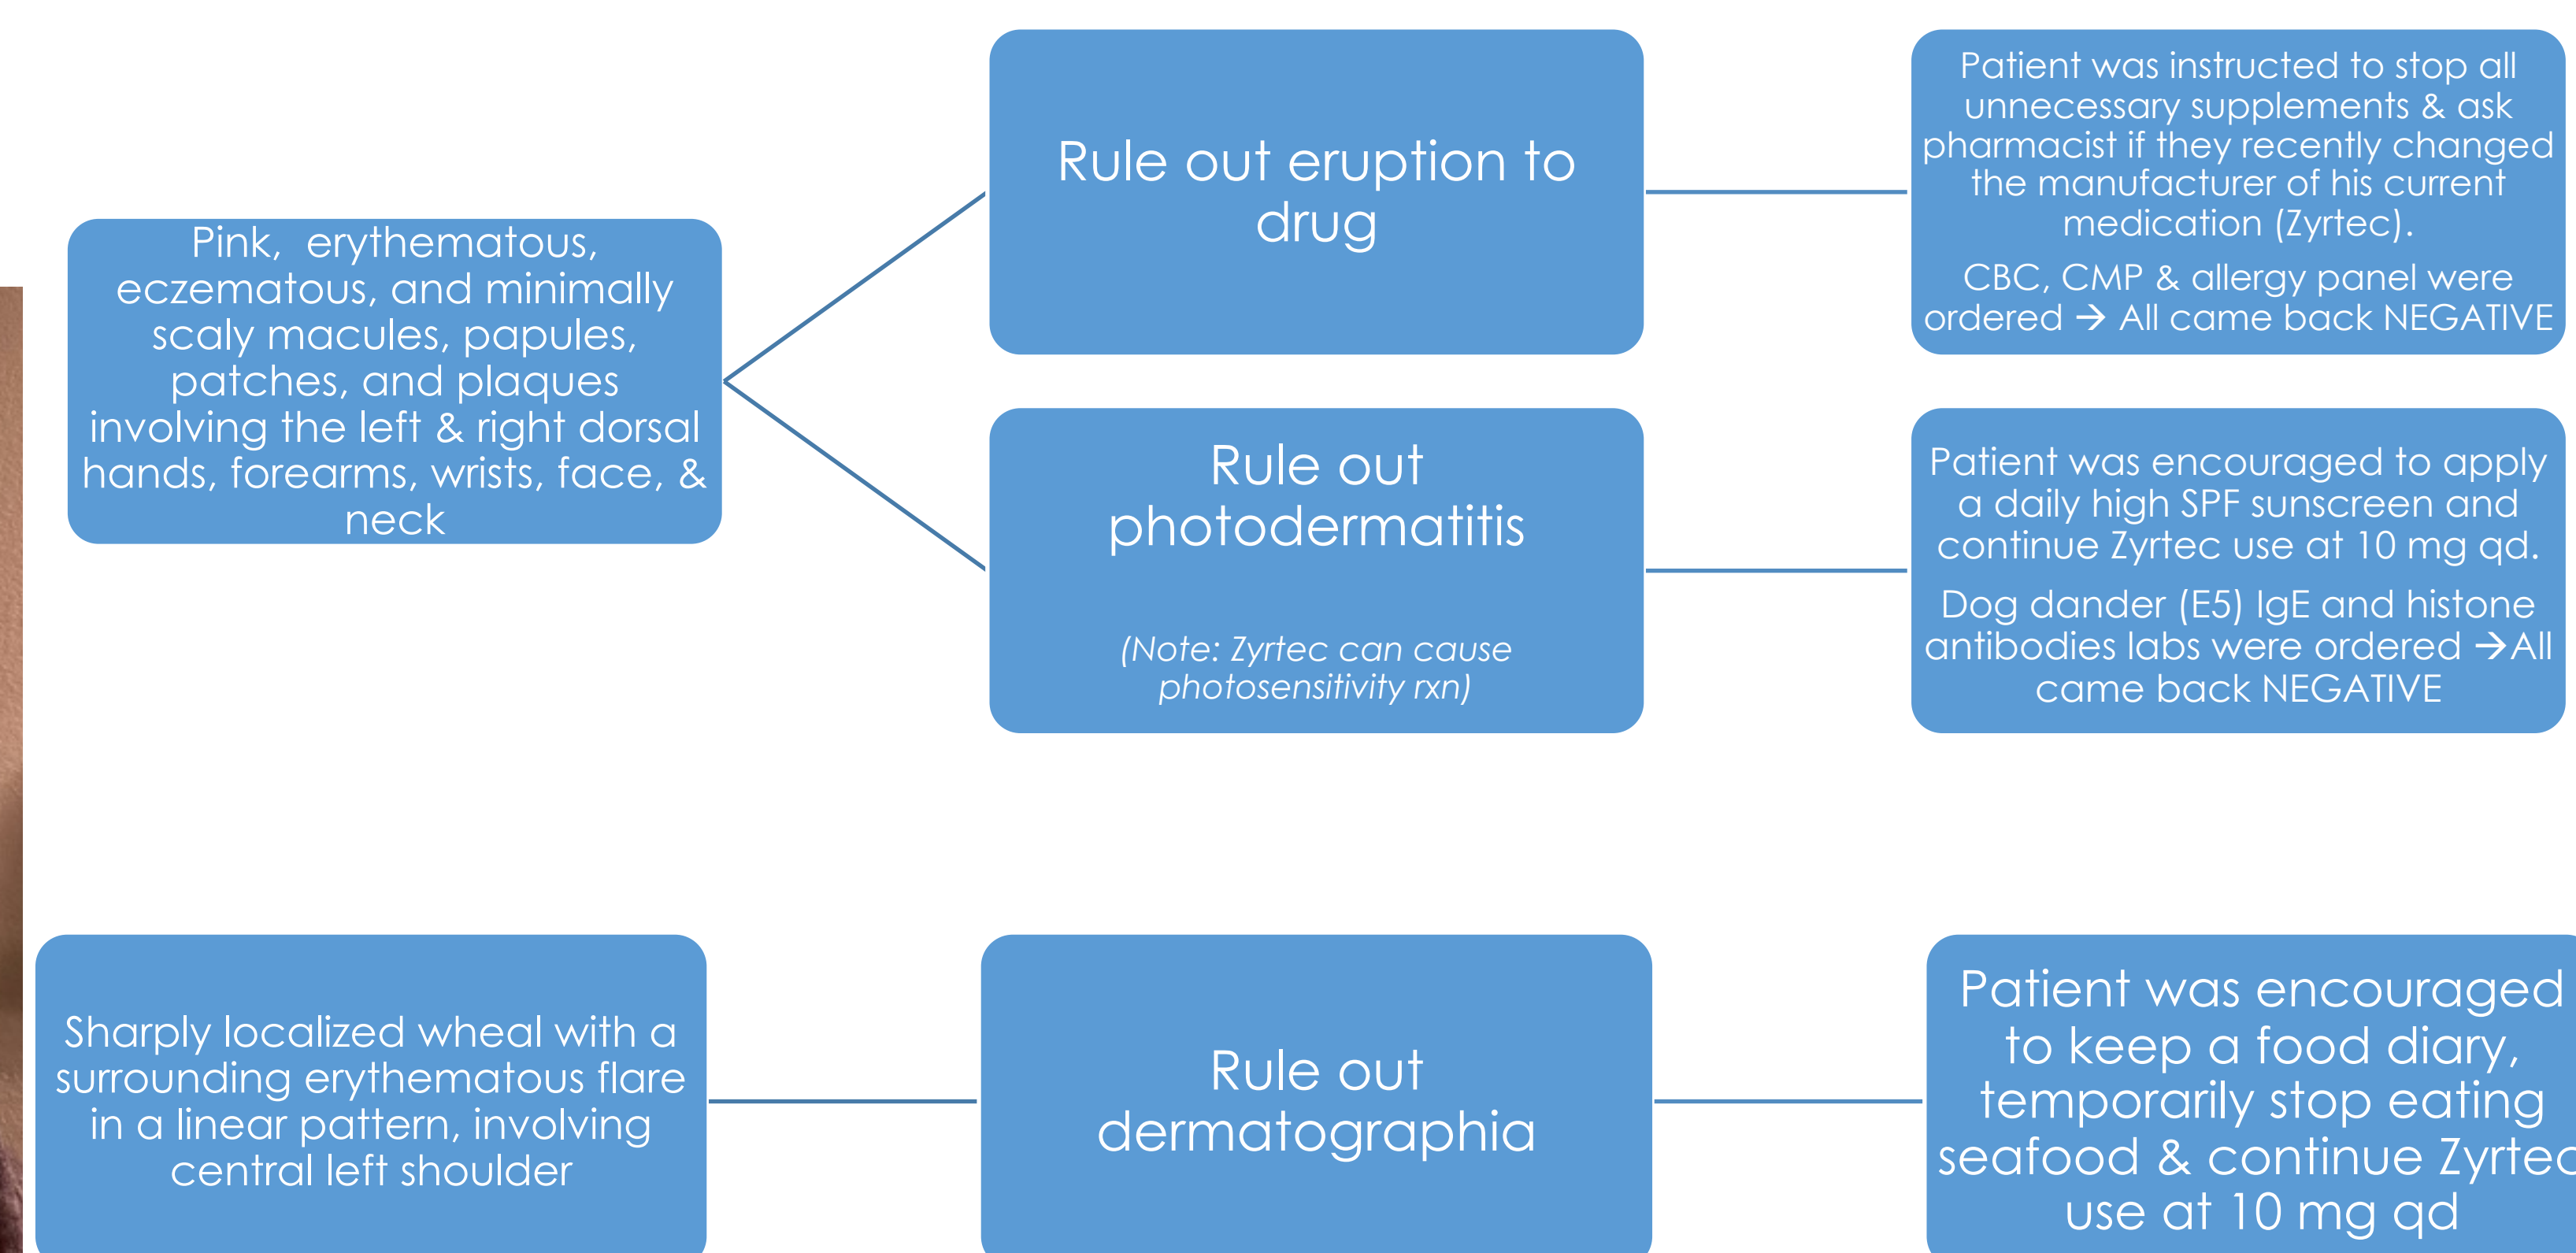 Pink, erythematous,
eczematous, and minimally
scaly macules, papules,
patches, and plaques
involving the left & right dorsal
hands, forearms, wrists, face, &
neck
Rule out eruption to
drug
Patient was instructed to stop all
unnecessary supplements & ask
pharmacist if they recently changed
the manufacturer of his current
medication (Zyrtec).
CBC, CMP & allergy panel were
ordered → All came back NEGATIVE
Rule out
photodermatitis
(Note: Zyrtec can cause
photosensitivity rxn)
Patient was encouraged to apply
a daily high SPF sunscreen and
continue Zyrtec use at 10 mg qd.
Dog dander (E5) IgE and histone
antibodies labs were ordered →All
came back NEGATIVE
Sharply localized wheal with a
surrounding erythematous flare
in a linear pattern, involving
central left shoulder
Rule out
dermatographia
Patient was encouraged
to keep a food diary,
temporarily stop eating
seafood & continue Zyrtec
use at 10 mg qd